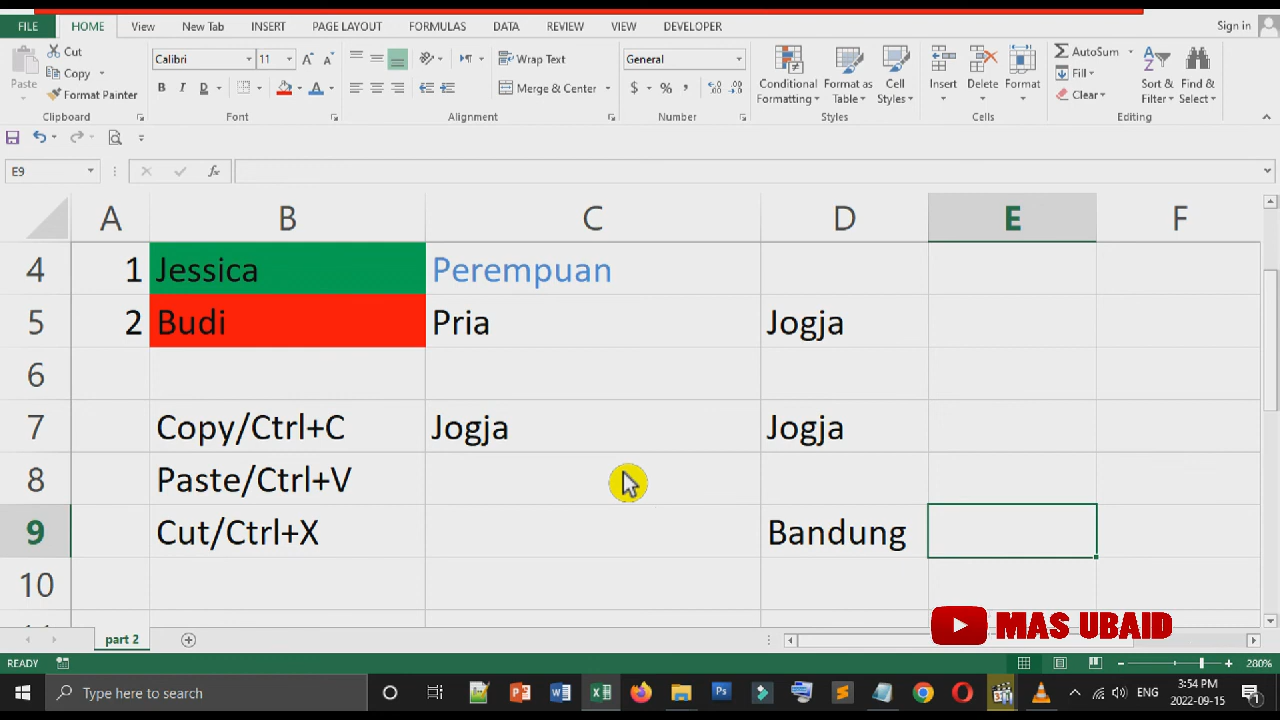 FILE HOME View New Tab INSERT PAGE LAYOUT FORMULAS DATA REVIEW VIEW DEVELOPER Sign in
Cut
Copy
Format Painter
Paste
Clipboard
Calibri 11
B I D
Font
Wrap Text
Merge & Center
Alignment
General
$ % ,
Number
Conditional Formatting
Format as Table
Cell Styles
Styles
Insert Delete Format
Cells
AutoSum
Fill
Clear
Sort & Filter
Find & Select
Editing
E9 fx
A B C D E F
4 1 Jessica Perempuan
5 2 Budi Pria Jogja
6
7 Copy/Ctrl+C Jogja Jogja
8 Paste/Ctrl+V
9 Cut/Ctrl+X Bandung
10
MAS UBAID
part 2
READY 280%
Type here to search
ENG
3:54 PM
2022-09-15